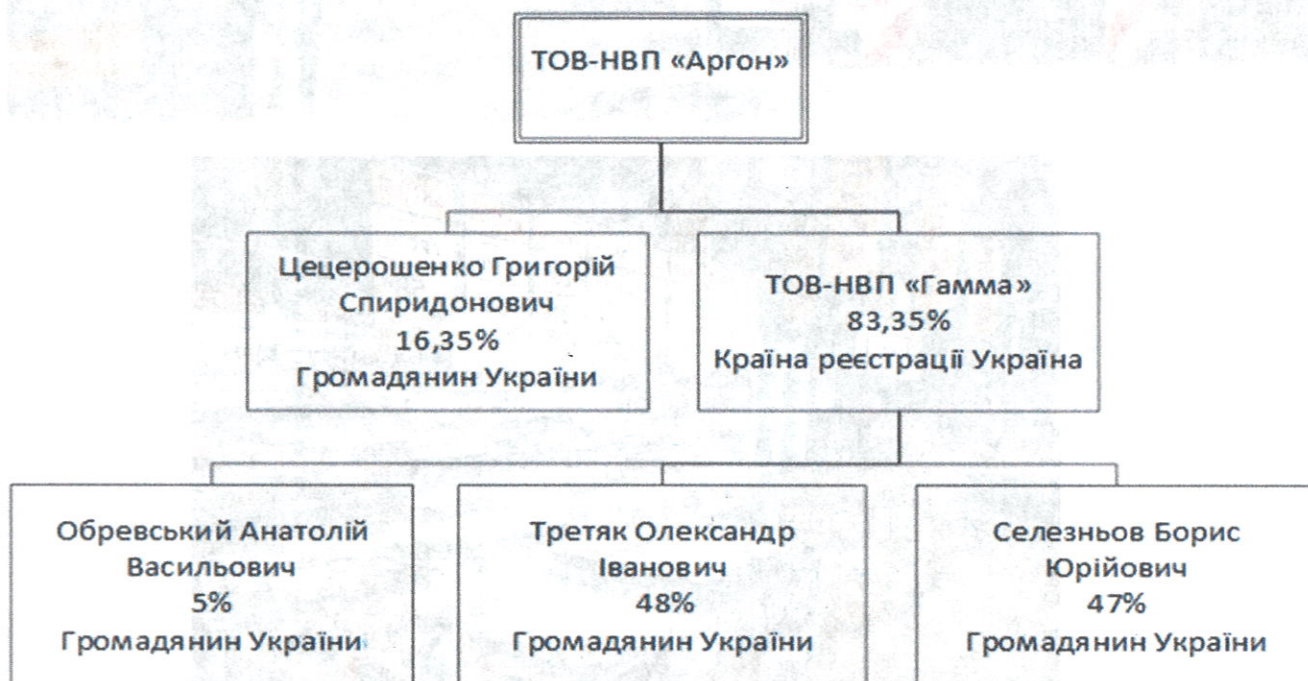 ТОВ-НВП «Аргон»
Цецерошенко Григорій
Спиридонович
16,35%
Громадянин України
ТОВ-НВП «Гамма»
83,35%
Країна реєстрації Україна
Обревський Анатолій
Васильович
5%
Громадянин України
Третяк Олександр
Іванович
48%
Громадянин України
Селезньов Борис
Юрійович
47%
Громадянин України